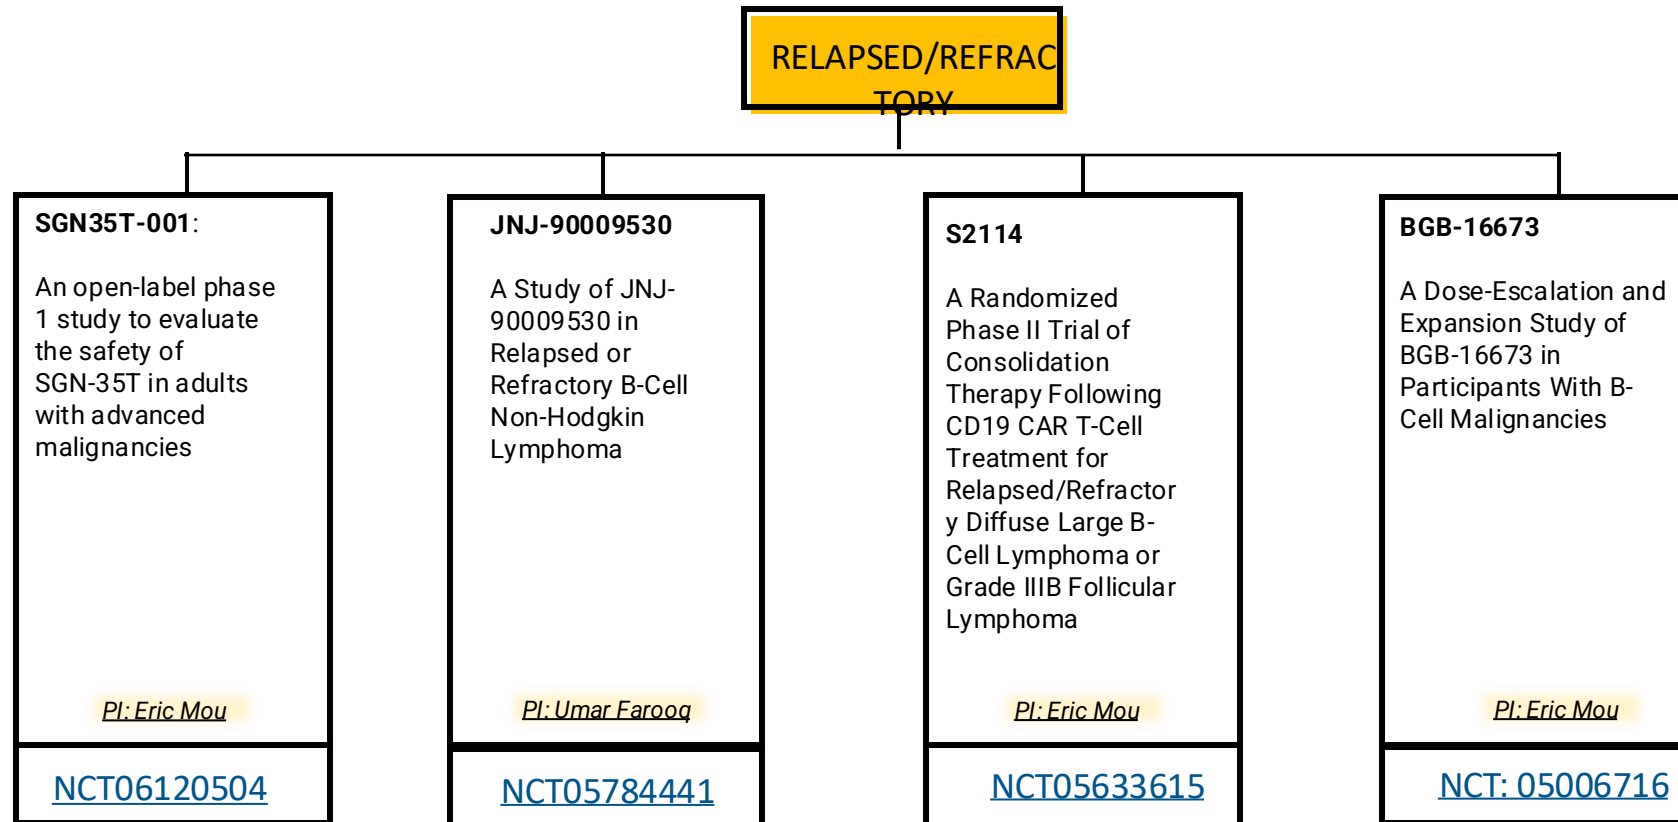 RELAPSED/REFRAC
TORY
SGN35T-001:
An open-label phase
1 study to evaluate
the safety of
SGN-35T in adults
with advanced
malignancies
PI: Eric Mou
NCT06120504
JNJ-90009530
A Study of JNJ-
90009530 in
Relapsed or
Refractory B-Cell
Non-Hodgkin
Lymphoma
PI: Umar Farooq
NCT05784441
S2114
A Randomized
Phase II Trial of
Consolidation
Therapy Following
CD19 CAR T-Cell
Treatment for
Relapsed/Refractor
y Diffuse Large B-
Cell Lymphoma or
Grade IIIB Follicular
Lymphoma
PI: Eric Mou
NCT05633615
BGB-16673
A Dose-Escalation and
Expansion Study of
BGB-16673 in
Participants With B-
Cell Malignancies
PI: Eric Mou
NCT: 05006716